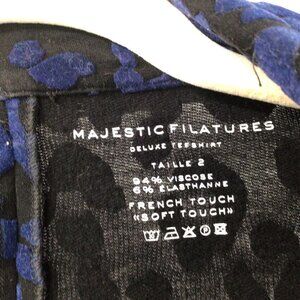 MAJESTIC FILATURES
DELUXE TEESHIRT
TAILLE 2
94% VISCOSE
6% ELASTHANNE
FRENCH TOUCH
«SOFT TOUCH»